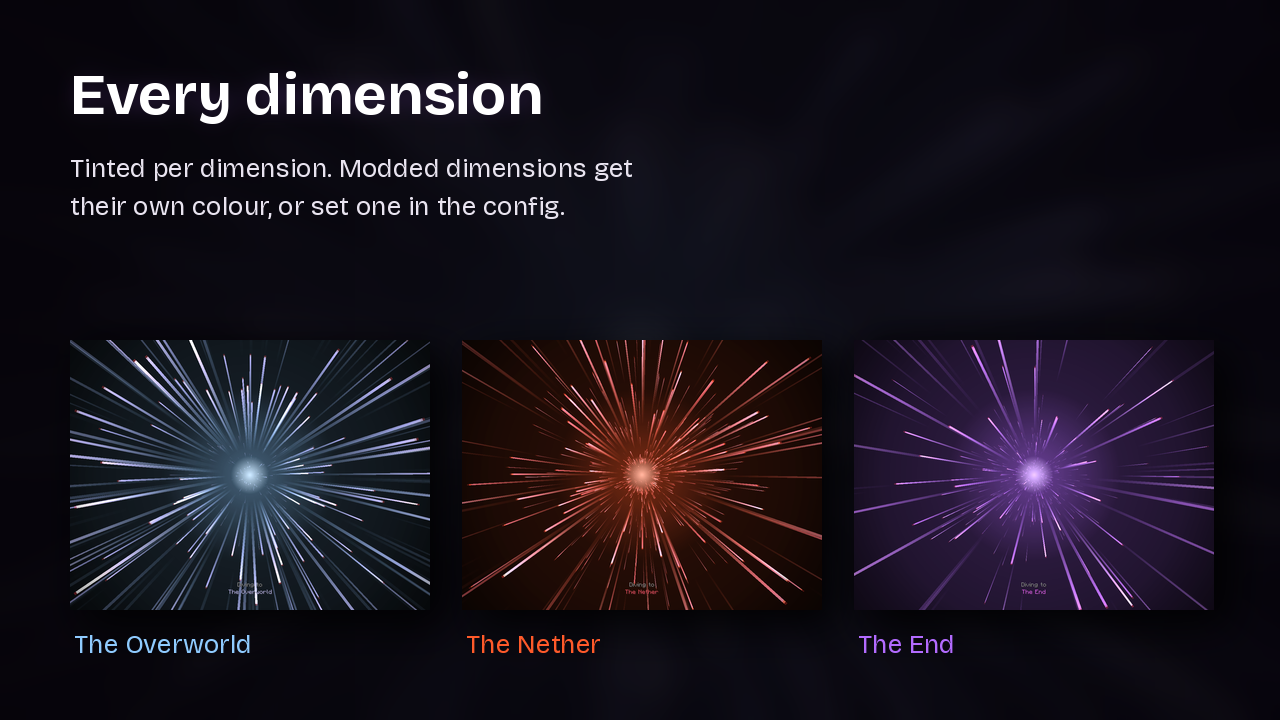 Every dimension
Tinted per dimension. Modded dimensions get
their own colour, or set one in the config.
Diving to
The Overworld
Diving to
The Nether
Diving to
The End
The Overworld
The Nether
The End